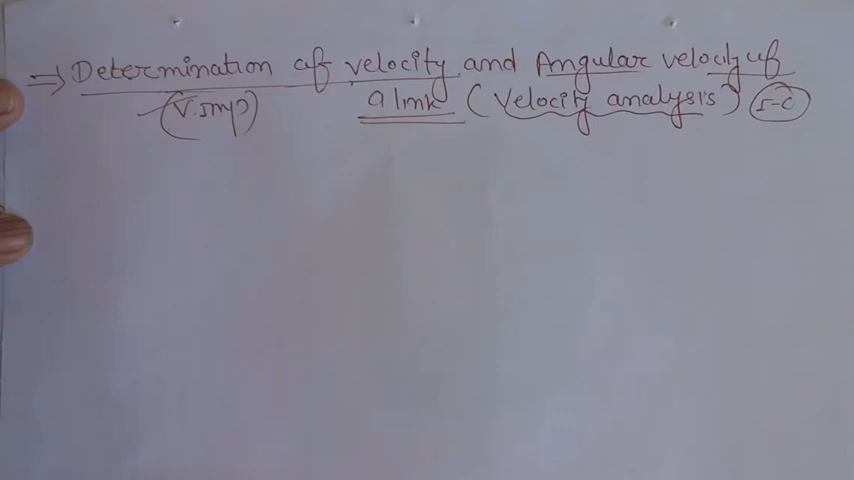 ⇒ Determination of velocity and Angular velocity of
(V.Imp) a link (Velocity analysis) I-C